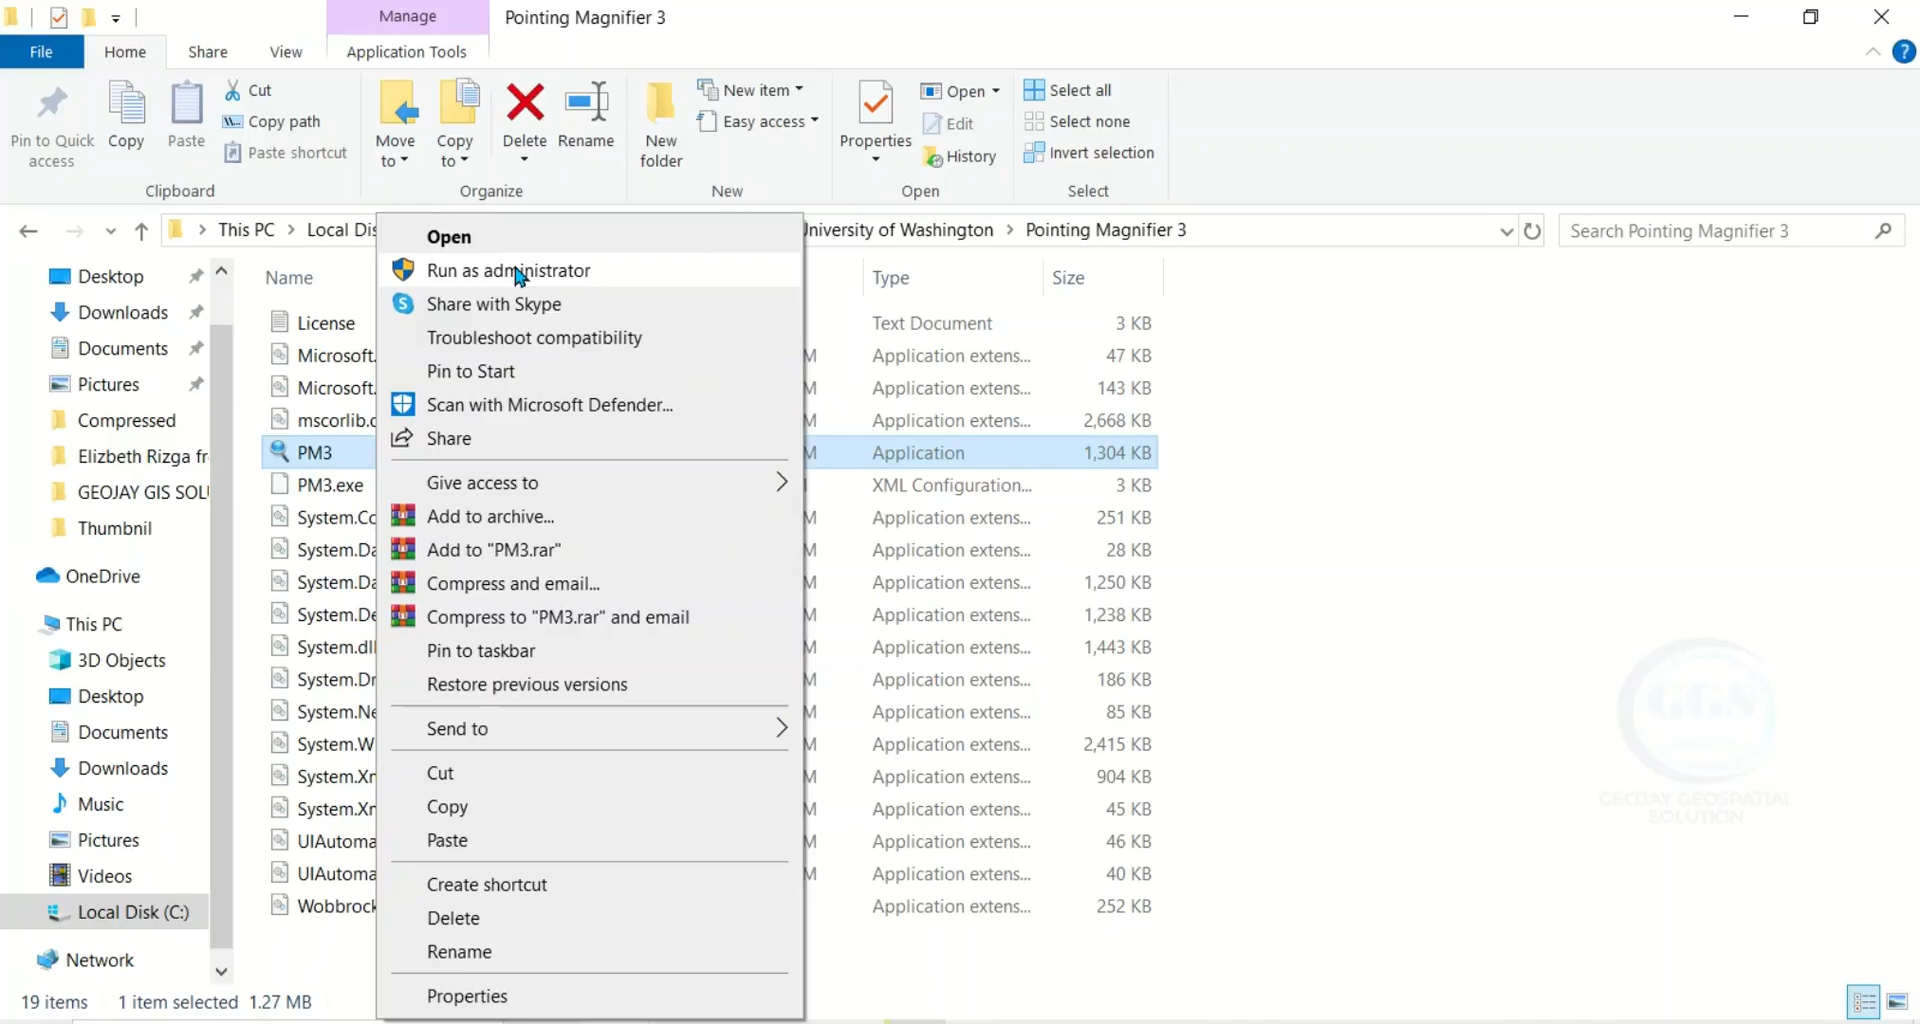 Manage
Pointing Magnifier 3
File
Home
Share
View
Application Tools
Pin to Quick access
Copy
Paste
Cut
Copy path
Paste shortcut
Clipboard
Move to
Copy to
Delete
Rename
Organize
New folder
New item
Easy access
New
Properties
Open
Edit
History
Open
Select all
Select none
Invert selection
Select
This PC
Local Dis
University of Washington
Pointing Magnifier 3
Search Pointing Magnifier 3
Desktop
Downloads
Documents
Pictures
Compressed
Elizbeth Rizga fr
GEOJAY GIS SOLU
Thumbnil
OneDrive
This PC
3D Objects
Desktop
Documents
Downloads
Music
Pictures
Videos
Local Disk (C:)
Network
Name
Type
Size
License
Text Document
3 KB
Microsoft.
M
Application extens...
47 KB
Microsoft.
M
Application extens...
143 KB
mscorlib.c
M
Application extens...
2,668 KB
PM3
M
Application
1,304 KB
PM3.exe
XML Configuration...
3 KB
System.Co
M
Application extens...
251 KB
System.Da
M
Application extens...
28 KB
System.Da
M
Application extens...
1,250 KB
System.De
M
Application extens...
1,238 KB
System.dll
M
Application extens...
1,443 KB
System.Dr
M
Application extens...
186 KB
System.Ne
M
Application extens...
85 KB
System.W
M
Application extens...
2,415 KB
System.Xm
M
Application extens...
904 KB
System.Xm
M
Application extens...
45 KB
UIAutoma
M
Application extens...
46 KB
UIAutoma
M
Application extens...
40 KB
Wobbrock
Application extens...
252 KB
Open
Run as administrator
Share with Skype
Troubleshoot compatibility
Pin to Start
Scan with Microsoft Defender...
Share
Give access to
Add to archive...
Add to "PM3.rar"
Compress and email...
Compress to "PM3.rar" and email
Pin to taskbar
Restore previous versions
Send to
Cut
Copy
Paste
Create shortcut
Delete
Rename
Properties
GGS
GEOJAY GEOSPATIAL
SOLUTION
19 items
1 item selected 1.27 MB